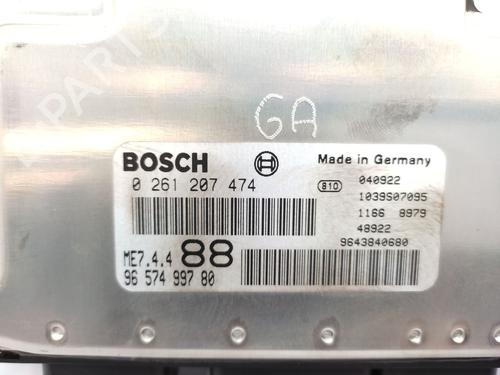 GA
BOSCH
Made in Germany
0 261 207 474
810
040922
1039S07095
1166 8979
48922
9643840680
ME7.4.4 88
96 574 997 80